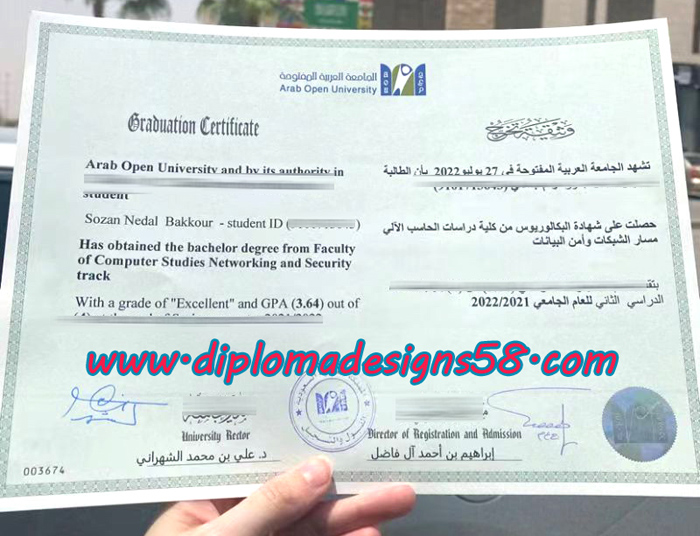 الجامعة العربية المفتوحة
Arab Open University
Graduation Certificate
وثيقة تخرج
Arab Open University and by its authority in
student
Sozan Nedal Bakkour - student ID (
)
Has obtained the bachelor degree from Faculty
of Computer Studies Networking and Security
track
With a grade of "Excellent" and GPA (3.64) out of
تشهد الجامعة العربية المفتوحة في 27 يوليو 2022 بأن الطالبة
حصلت على شهادة البكالوريوس من كلية دراسات الحاسب الآلي
مسار الشبكات وأمن البيانات
الدراسي الثاني للعام الجامعي 2022/2021
www.diplomadesigns58.com
University Rector
د. علي بن محمد الشهراني
Director of Registration and Admission
إبراهيم بن أحمد آل فاضل
003674